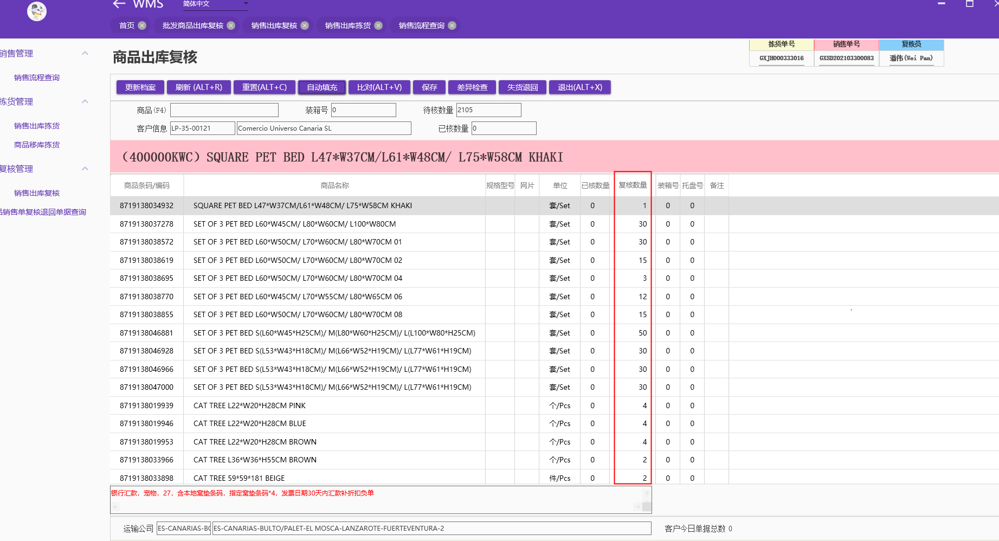 WMS
简体中文
首页
批发商品出库复核
销售出库复核
销售出库拣货
销售流程查询
销售管理
销售流程查询
拣货管理
销售出库拣货
商品移库拣货
复核管理
销售出库复核
品销售单复核退回单据查询
商品出库复核
拣货单号 销售单号 复核员
GXJH000333016 GXSD202103300083 潘伟(Wei Pan)
更新档案 刷新 (ALT+R) 重置(ALT+C) 自动填充 比对(ALT+V) 保存 差异检查 失货退回 退出(ALT+X)
商品(F4) 装箱号 0 待核数量 2105
客户信息 LP-35-00121 Comercio Universo Canaria SL 已核数量 0
(400000KWC) SQUARE PET BED L47*W37CM/L61*W48CM/ L75*W58CM KHAKI
商品条码/编码 商品名称 规格型号 网片 单位 已核数量 复核数量 装箱号 托盘号 备注
8719138034932 SQUARE PET BED L47*W37CM/L61*W48CM/ L75*W58CM KHAKI 套/Set 0 1 0 0
8719138037278 SET OF 3 PET BED L60*W45CM/ L80*W60CM/ L100*W80CM 套/Set 0 30 0 0
8719138038572 SET OF 3 PET BED L60*W50CM/ L70*W60CM/ L80*W70CM 01 套/Set 0 30 0 0
8719138038619 SET OF 3 PET BED L60*W50CM/ L70*W60CM/ L80*W70CM 02 套/Set 0 15 0 0
8719138038695 SET OF 3 PET BED L60*W50CM/ L70*W60CM/ L80*W70CM 04 套/Set 0 3 0 0
8719138038770 SET OF 3 PET BED L60*W45CM/ L70*W55CM/ L80*W65CM 06 套/Set 0 12 0 0
8719138038855 SET OF 3 PET BED L60*W50CM/ L70*W60CM/ L80*W70CM 08 套/Set 0 15 0 0
8719138046881 SET OF 3 PET BED S(L60*W45*H25CM)/ M(L80*W60*H25CM)/ L(L100*W80*H25CM) 套/Set 0 50 0 0
8719138046928 SET OF 3 PET BED S(L53*W43*H18CM)/ M(L66*W52*H19CM)/ L(L77*W61*H19CM) 套/Set 0 30 0 0
8719138046966 SET OF 3 PET BED S(L53*W43*H18CM)/ M(L66*W52*H19CM)/ L(L77*W61*H19CM) 套/Set 0 30 0 0
8719138047000 SET OF 3 PET BED S(L53*W43*H18CM)/ M(L66*W52*H19CM)/ L(L77*W61*H19CM) 套/Set 0 30 0 0
8719138019939 CAT TREE L22*W20*H28CM PINK 个/Pcs 0 4 0 0
8719138019946 CAT TREE L22*W20*H28CM BLUE 个/Pcs 0 4 0 0
8719138019953 CAT TREE L22*W20*H28CM BROWN 个/Pcs 0 4 0 0
8719138033966 CAT TREE L36*W36*H55CM BROWN 个/Pcs 0 2 0 0
8719138033898 CAT TREE 59*59*181 BEIGE 件/Pcs 0 2 0 0
银行汇款，宠物，27，含本地窝垫条码，指定窝垫条码*4，发票日期30天内汇款补折扣负单
运输公司 ES-CANARIAS-BC ES-CANARIAS-BULTO/PALET-EL MOSCA-LANZAROTE-FUERTEVENTURA-2 客户今日单据总数 0